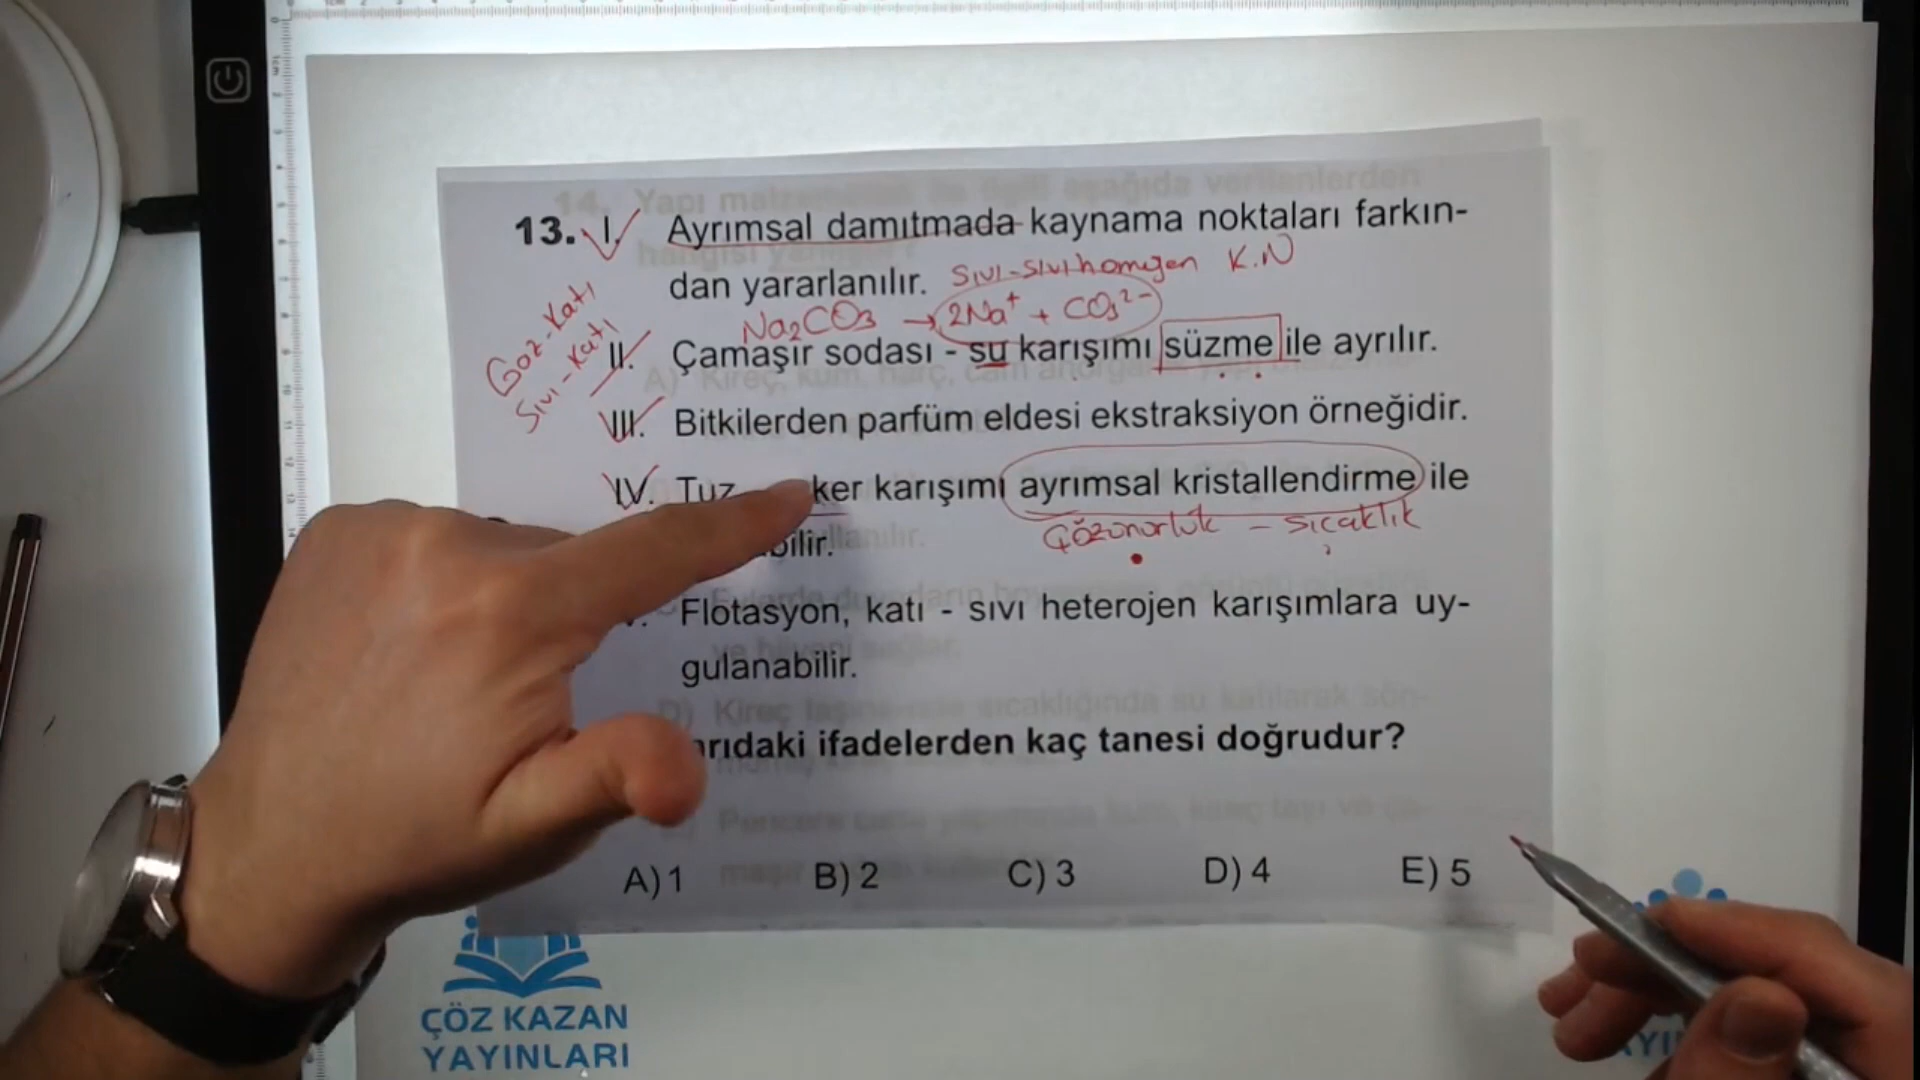 13. I. Ayrımsal damıtmada kaynama noktaları farkın-
dan yararlanılır. Sıvı-sıvı homojen K.N
Gaz-Katı
Sıvı-Katı
Na2CO3 → 2Na+ + CO3 2-
II. Çamaşır sodası - su karışımı süzme ile ayrılır.
III. Bitkilerden parfüm eldesi ekstraksiyon örneğidir.
IV. Tuz ker karışımı ayrımsal kristallendirme ile
bilir. Çözünürlük - sıcaklık
Flotasyon, katı - sıvı heterojen karışımlara uy-
gulanabilir.
rıdaki ifadelerden kaç tanesi doğrudur?
A) 1 B) 2 C) 3 D) 4 E) 5
ÇÖZ KAZAN
YAYINLARI